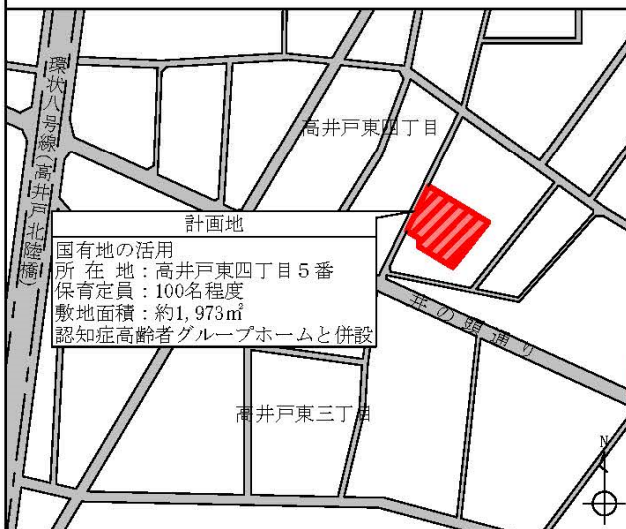 環状八号線(高井戸北陸橋)
高井戸東四丁目
計画地
国有地の活用
所在地：高井戸東四丁目５番
保育定員：100名程度
敷地面積：約1,973㎡
認知症高齢者グループホームと併設
井の頭通り
高井戸東三丁目
N